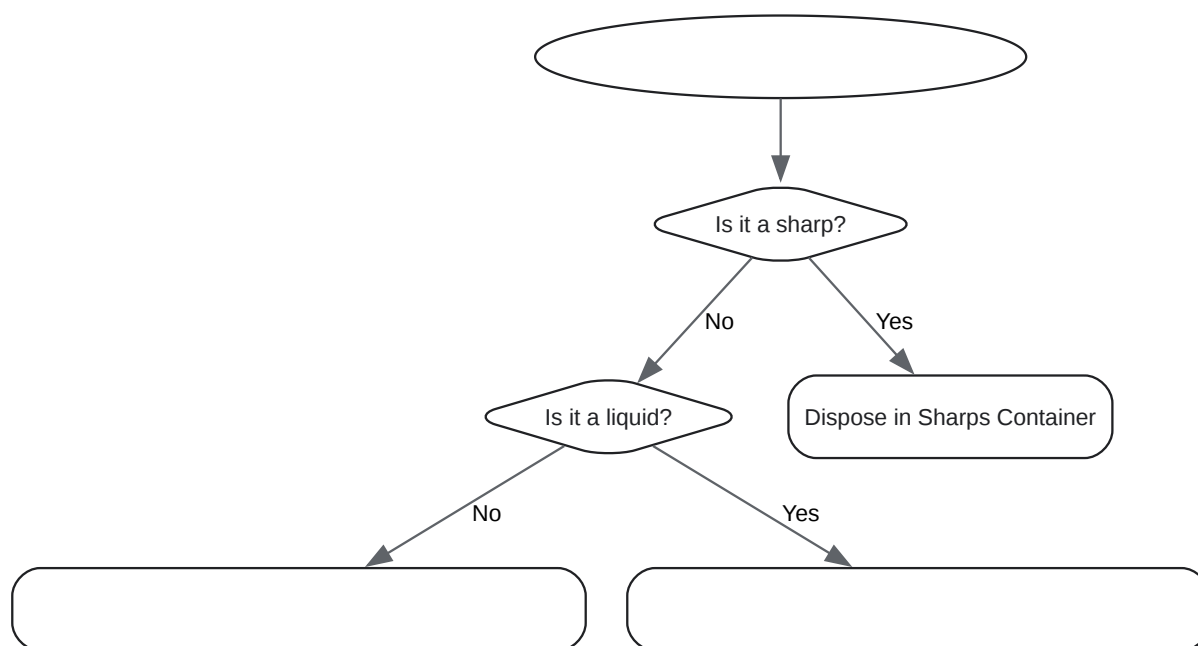 Is it a sharp?
No
Yes
Is it a liquid?
Dispose in Sharps Container
No
Yes